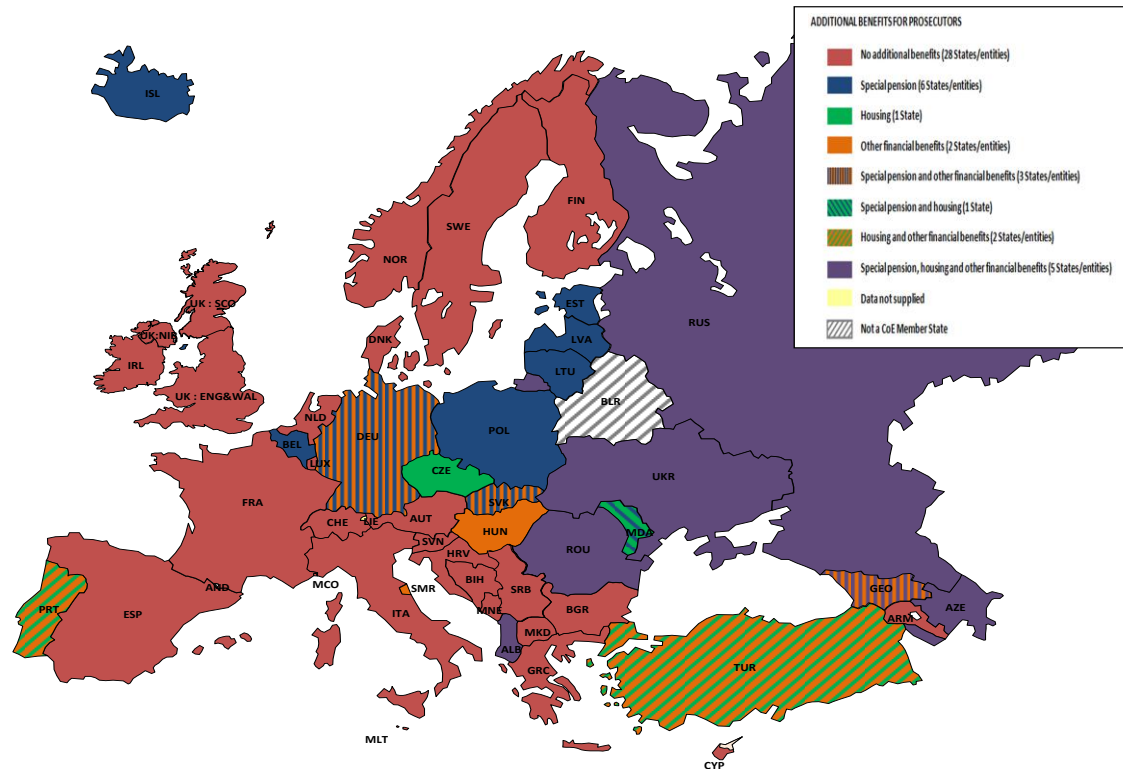 ADDITIONAL BENEFITS FOR PROSECUTORS
No additional benefits (28 States/entities)
Special pension (6 States/entities)
Housing (1 State)
Other financial benefits (2 States/entities)
Special pension and other financial benefits (3 States/entities)
Special pension and housing (1 State)
Housing and other financial benefits (2 States/entities)
Special pension, housing and other financial benefits (5 States/entities)
Data not supplied
Not a CoE Member State
ISL
FIN
SWE
NOR
EST
UK : SCO
RUS
UK:NIR
DNK
LVA
IRL
LTU
UK : ENG&WAL
BLR
NLD
DEU
POL
BEL
LUX
CZE
UKR
FRA
SVK
CHE
LIE
AUT
HUN
MDA
SVN
ROU
HRV
MCO
AND
SMR
BIH
SRB
GEO
PRT
ESP
ITA
MNE
BGR
AZE
ARM
MKD
ALB
GRC
TUR
MLT
CYP